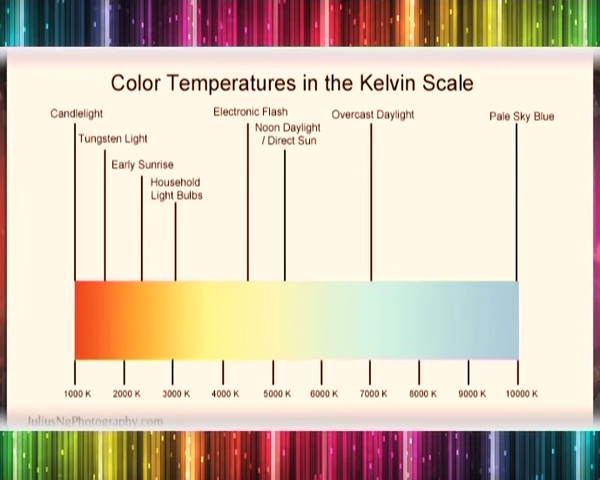 Color Temperatures in the Kelvin Scale
Candlelight
Electronic Flash
Overcast Daylight
Pale Sky Blue
Tungsten Light
Noon Daylight
/ Direct Sun
Early Sunrise
Household
Light Bulbs
1000 K 2000 K 3000 K 4000 K 5000 K 6000 K 7000 K 8000 K 9000 K 10000 K
JuliusNgPhotography.com